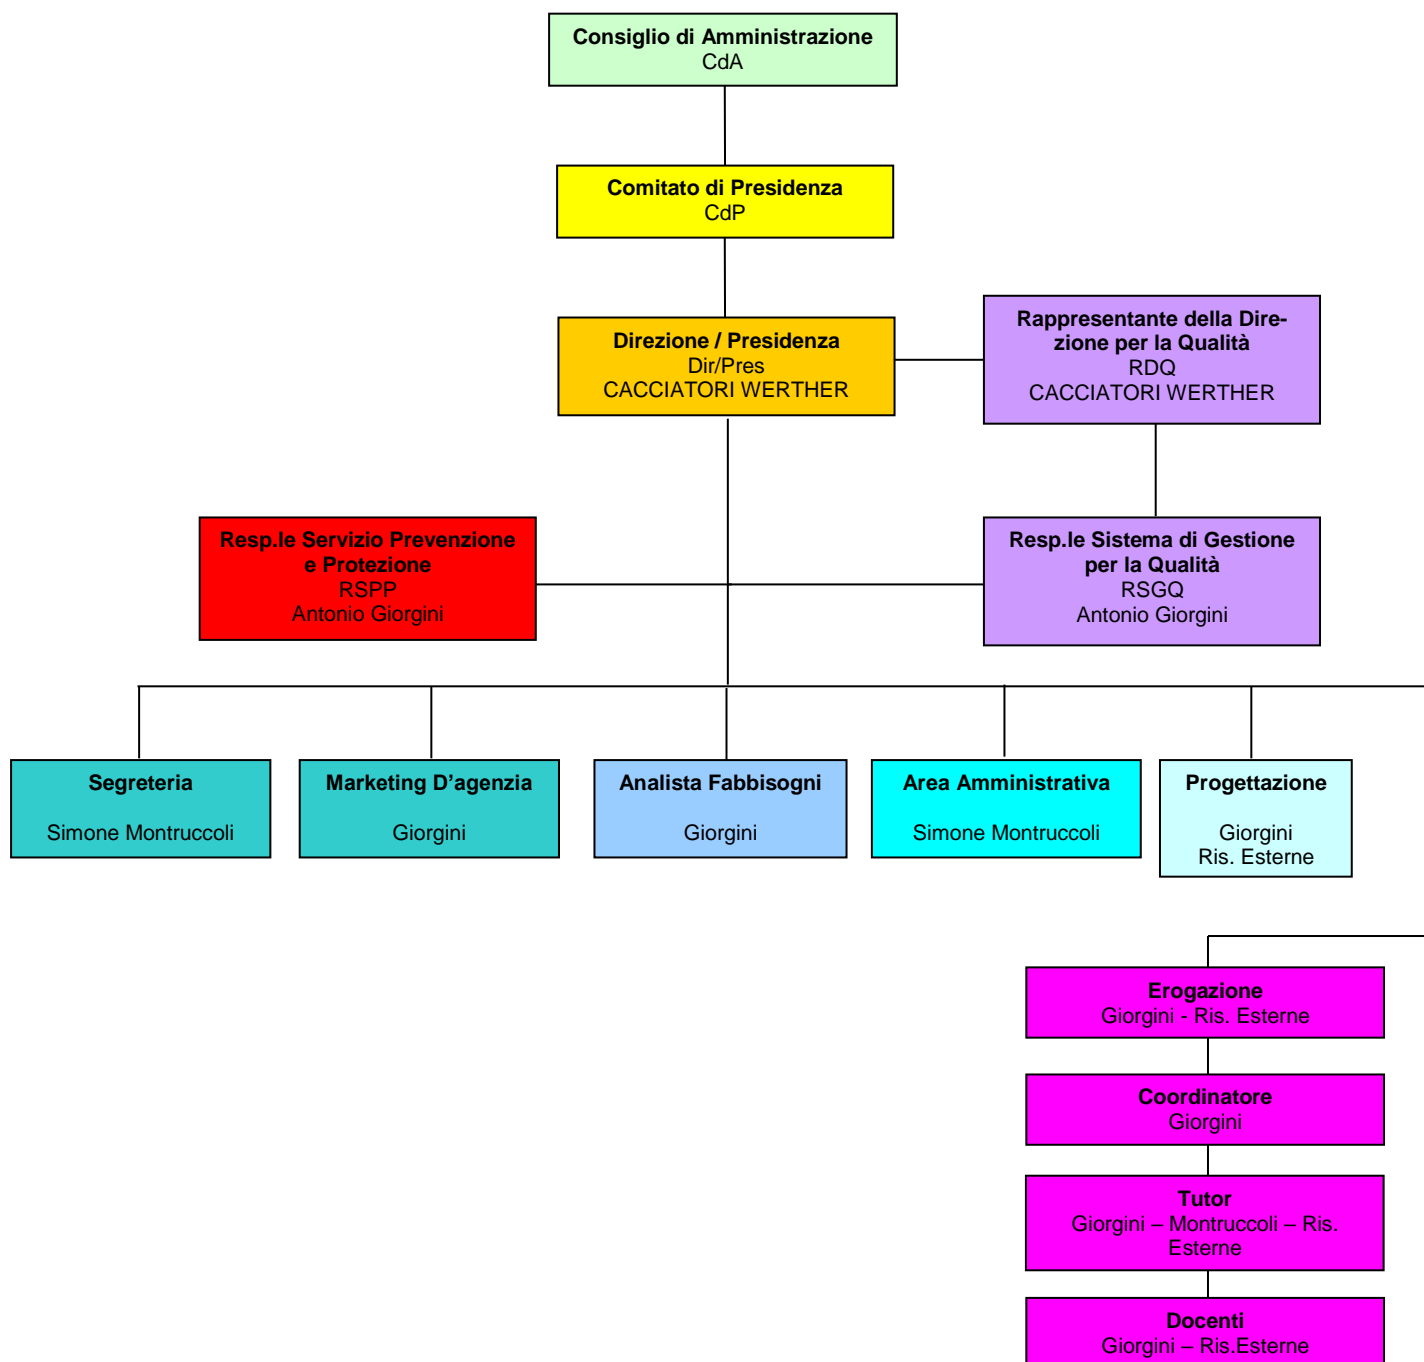 Consiglio di Amministrazione
CdA
Comitato di Presidenza
CdP
Direzione / Presidenza
Dir/Pres
CACCIATORI WERTHER
Rappresentante della Dire-
zione per la Qualità
RDQ
CACCIATORI WERTHER
Resp.le Servizio Prevenzione
e Protezione
RSPP
Antonio Giorgini
Resp.le Sistema di Gestione
per la Qualità
RSGQ
Antonio Giorgini
Segreteria
Simone Montruccoli
Marketing D'agenzia
Giorgini
Analista Fabbisogni
Giorgini
Area Amministrativa
Simone Montruccoli
Progettazione
Giorgini
Ris. Esterne
Erogazione
Giorgini - Ris. Esterne
Coordinatore
Giorgini
Tutor
Giorgini – Montruccoli – Ris.
Esterne
Docenti
Giorgini – Ris.Esterne